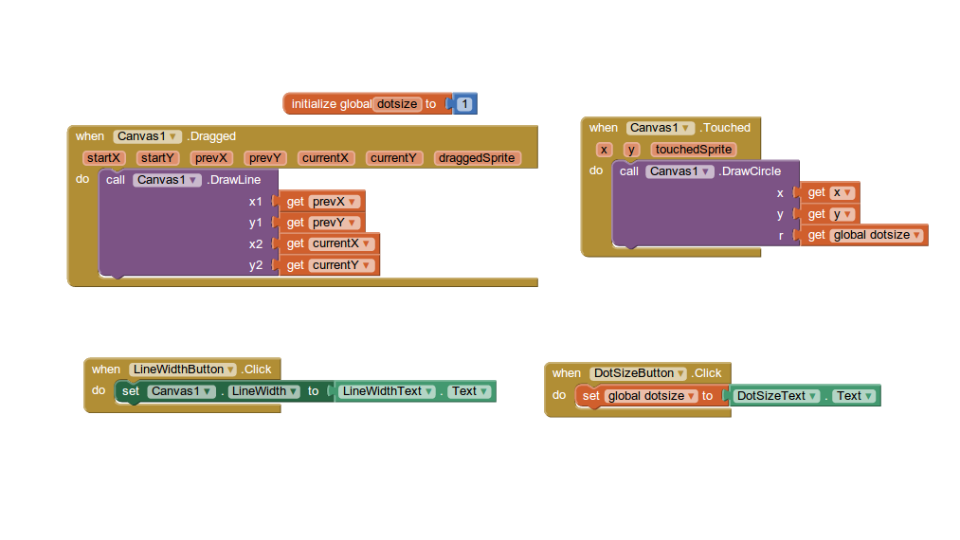 initialize global dotsize to 1
when Canvas1 .Dragged
startX startY prevX prevY currentX currentY draggedSprite
do call Canvas1 .DrawLine
x1 get prevX
y1 get prevY
x2 get currentX
y2 get currentY
when Canvas1 .Touched
x y touchedSprite
do call Canvas1 .DrawCircle
x get x
y get y
r get global dotsize
when LineWidthButton .Click
do set Canvas1 . LineWidth to LineWidthText . Text
when DotSizeButton .Click
do set global dotsize to DotSizeText . Text